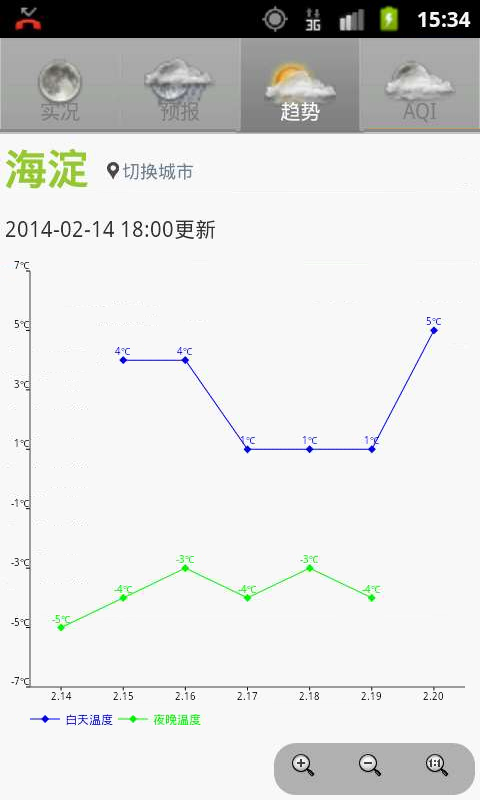 3G 15:34
实况 预报 趋势 AQI
海淀 切换城市
2014-02-14 18:00更新
7℃
5℃
5℃
4℃ 4℃
3℃
1℃ 1℃ 1℃ 1℃
-1℃
-3℃ -3℃ -3℃
-4℃ -4℃ -4℃
-5℃ -5℃
-7℃
2.14 2.15 2.16 2.17 2.18 2.19 2.20
白天温度 夜晚温度
1:1